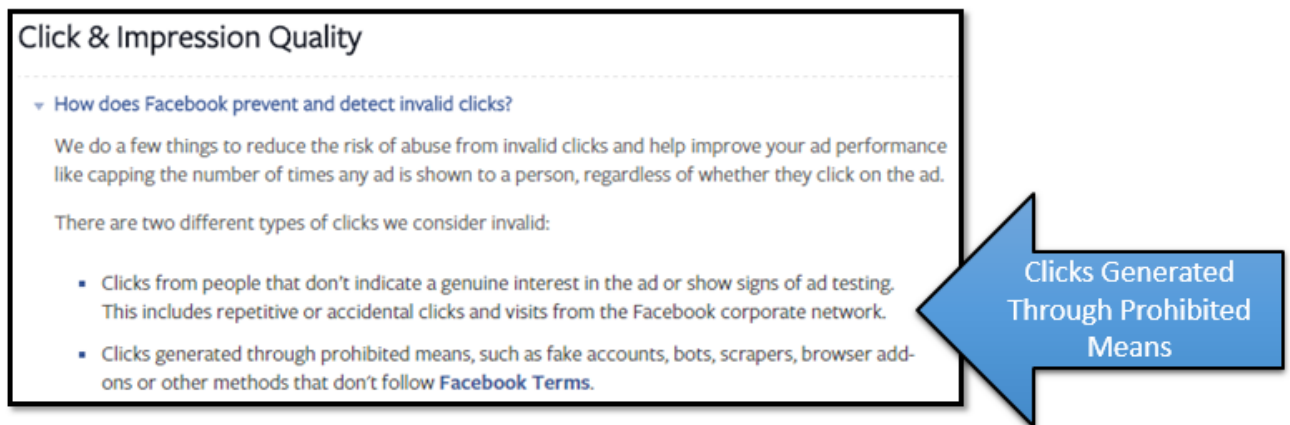 Click & Impression Quality
How does Facebook prevent and detect invalid clicks?
We do a few things to reduce the risk of abuse from invalid clicks and help improve your ad performance
like capping the number of times any ad is shown to a person, regardless of whether they click on the ad.
There are two different types of clicks we consider invalid:
Clicks from people that don't indicate a genuine interest in the ad or show signs of ad testing.
This includes repetitive or accidental clicks and visits from the Facebook corporate network.
Clicks generated through prohibited means, such as fake accounts, bots, scrapers, browser add-
ons or other methods that don't follow Facebook Terms.
Clicks Generated
Through Prohibited
Means